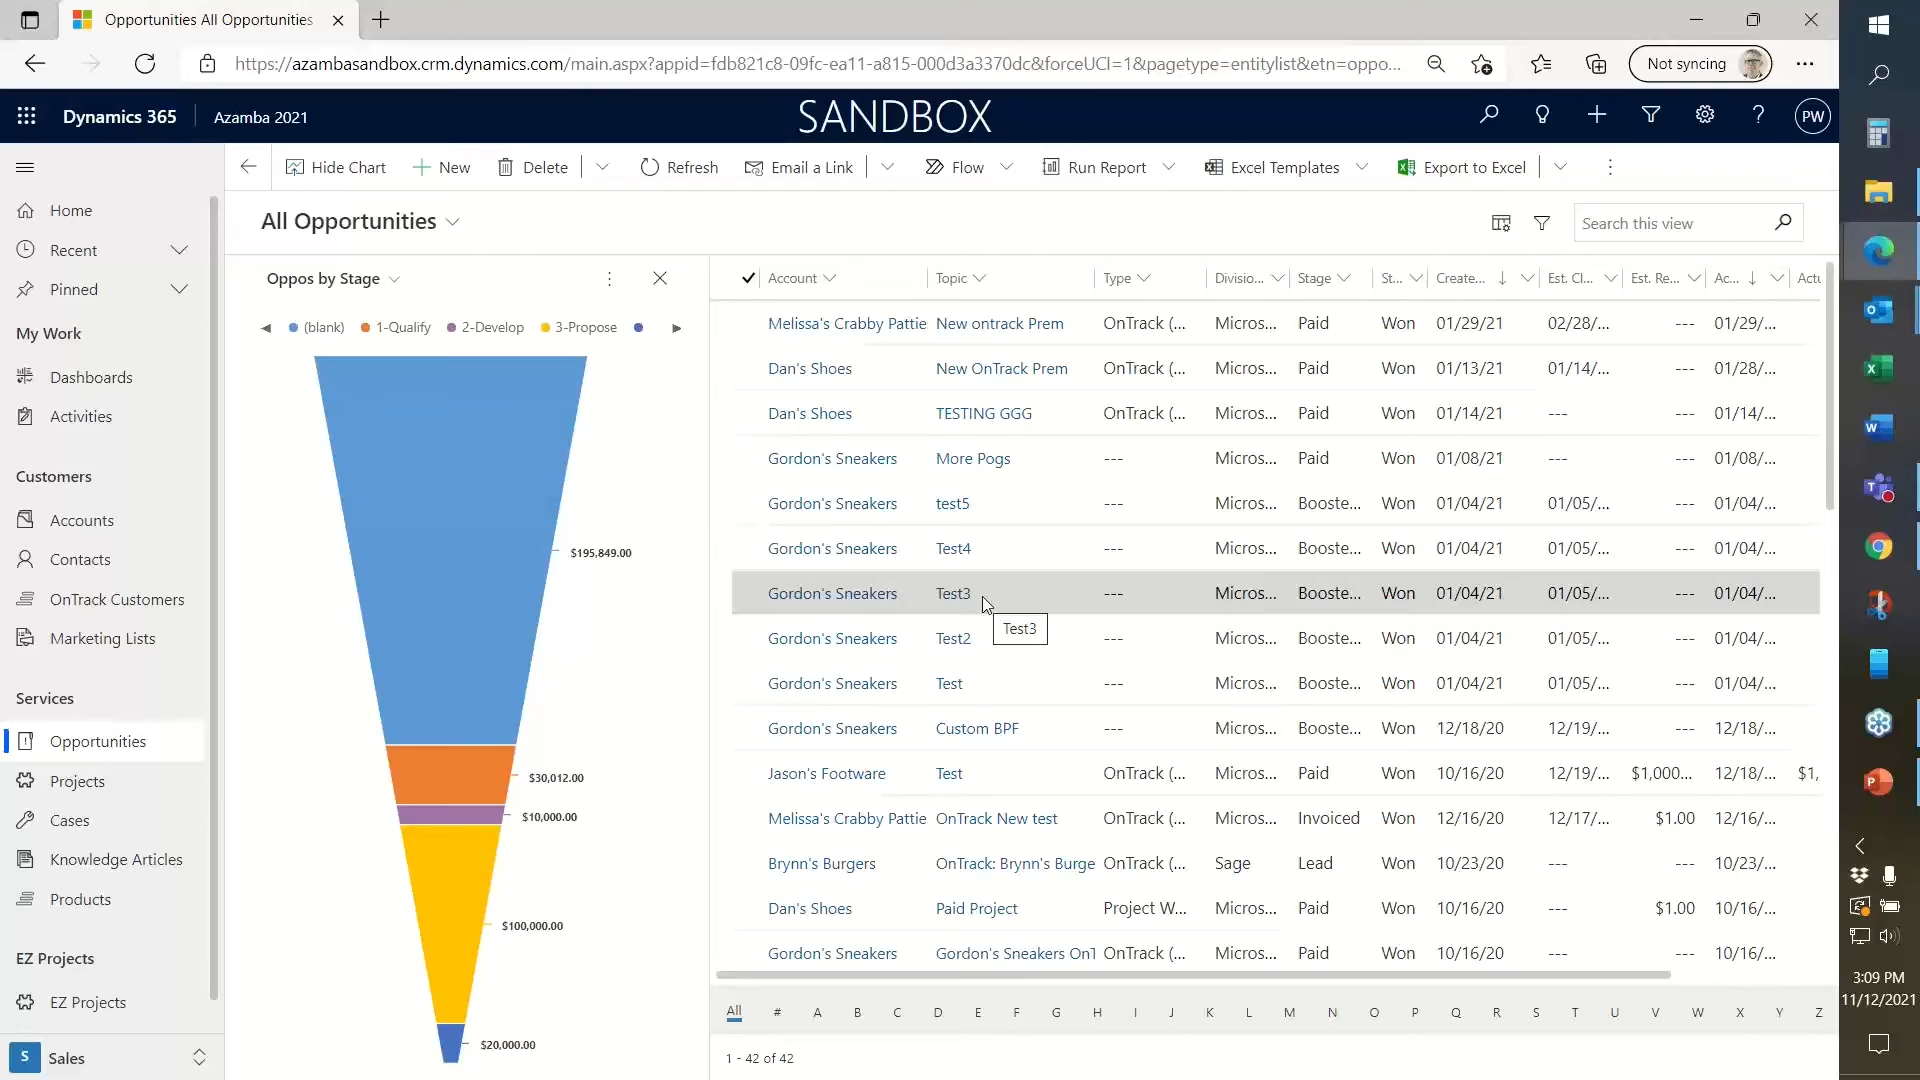 Opportunities All Opportunities
https://azambasandbox.crm.dynamics.com/main.aspx?appid=fdb821c8-09fc-ea11-a815-000d3a3370dc&forceUCI=1&pagetype=entitylist&etn=oppo...
Not syncing
Dynamics 365
Azamba 2021
SANDBOX
PW
Hide Chart
New
Delete
Refresh
Email a Link
Flow
Run Report
Excel Templates
Export to Excel
Home
Recent
Pinned
My Work
Dashboards
Activities
Customers
Accounts
Contacts
OnTrack Customers
Marketing Lists
Services
Opportunities
Projects
Cases
Knowledge Articles
Products
EZ Projects
EZ Projects
S Sales
All Opportunities
Search this view
Oppos by Stage
(blank) 1-Qualify 2-Develop 3-Propose
$195,849.00
$30,012.00
$10,000.00
$100,000.00
$20,000.00
Account Topic Type Divisio... Stage St... Create... Est. Cl... Est. Re... Ac... Actu
Melissa's Crabby Pattie New ontrack Prem OnTrack (... Micros... Paid Won 01/29/21 02/28/... --- 01/29/...
Dan's Shoes New OnTrack Prem OnTrack (... Micros... Paid Won 01/13/21 01/14/... --- 01/28/...
Dan's Shoes TESTING GGG OnTrack (... Micros... Paid Won 01/14/21 --- --- 01/14/...
Gordon's Sneakers More Pogs --- Micros... Paid Won 01/08/21 --- --- 01/08/...
Gordon's Sneakers test5 --- Micros... Booste... Won 01/04/21 01/05/... --- 01/04/...
Gordon's Sneakers Test4 --- Micros... Booste... Won 01/04/21 01/05/... --- 01/04/...
Gordon's Sneakers Test3 --- Micros... Booste... Won 01/04/21 01/05/... --- 01/04/...
Test3
Gordon's Sneakers Test2 --- Micros... Booste... Won 01/04/21 01/05/... --- 01/04/...
Gordon's Sneakers Test --- Micros... Booste... Won 01/04/21 01/05/... --- 01/04/...
Gordon's Sneakers Custom BPF --- Micros... Booste... Won 12/18/20 12/19/... --- 12/18/...
Jason's Footware Test OnTrack (... Micros... Paid Won 10/16/20 12/19/... $1,000... 12/18/... $1,
Melissa's Crabby Pattie OnTrack New test OnTrack (... Micros... Invoiced Won 12/16/20 12/17/... $1.00 12/16/...
Brynn's Burgers OnTrack: Brynn's Burge OnTrack (... Sage Lead Won 10/23/20 --- --- 10/23/...
Dan's Shoes Paid Project Project W... Micros... Paid Won 10/16/20 --- $1.00 10/16/...
Gordon's Sneakers Gordon's Sneakers OnT OnTrack (... Micros... Paid Won 10/16/20 --- --- 10/16/...
All # A B C D E F G H I J K L M N O P Q R S T U V W X Y Z
1 - 42 of 42
3:09 PM
11/12/2021